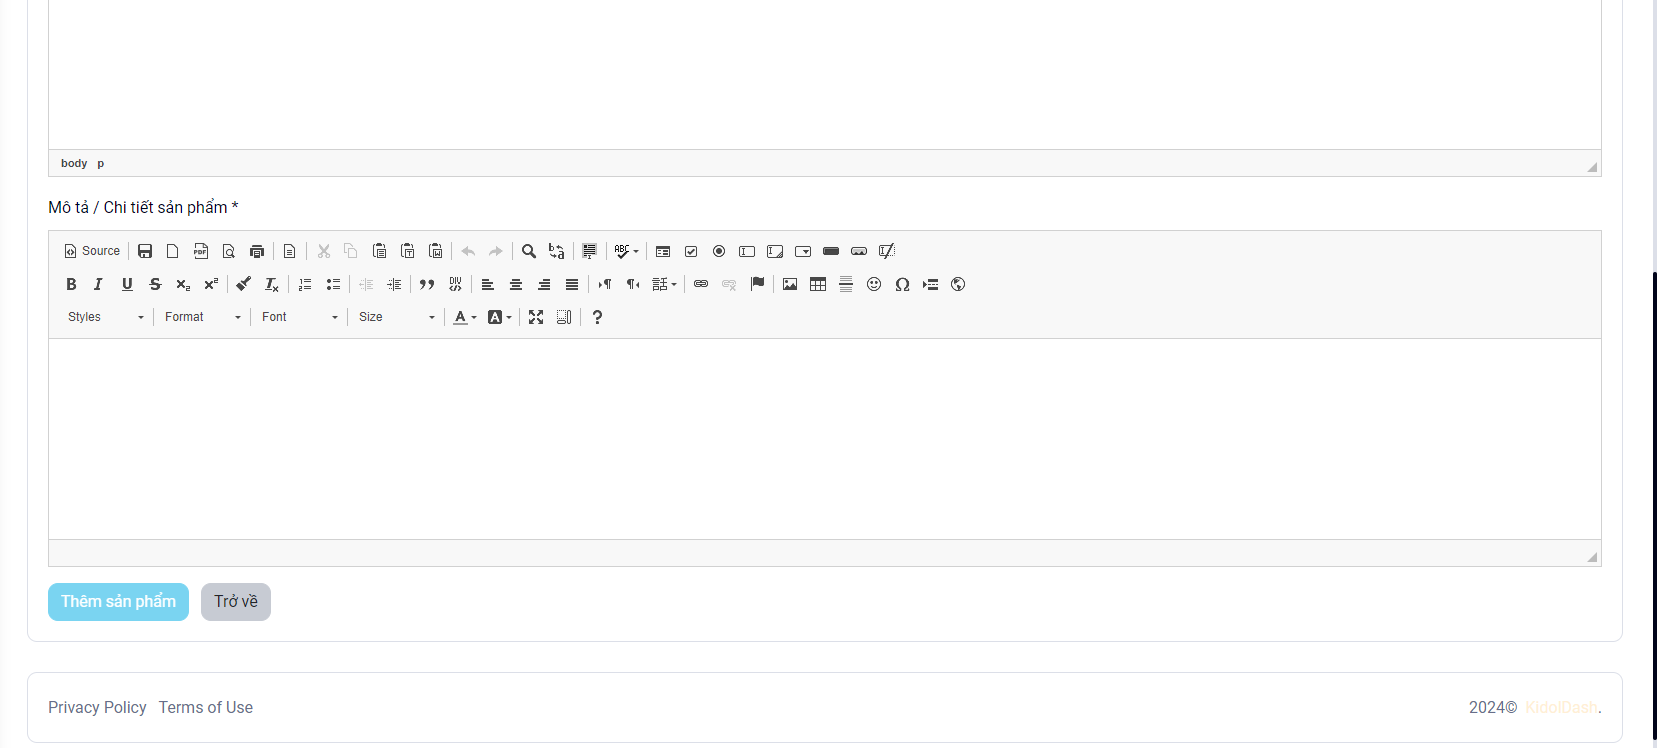 body p
Mô tả / Chi tiết sản phẩm *
Source
Styles Format Font Size
Thêm sản phẩm Trở về
Privacy Policy Terms of Use 2024© KidolDash.